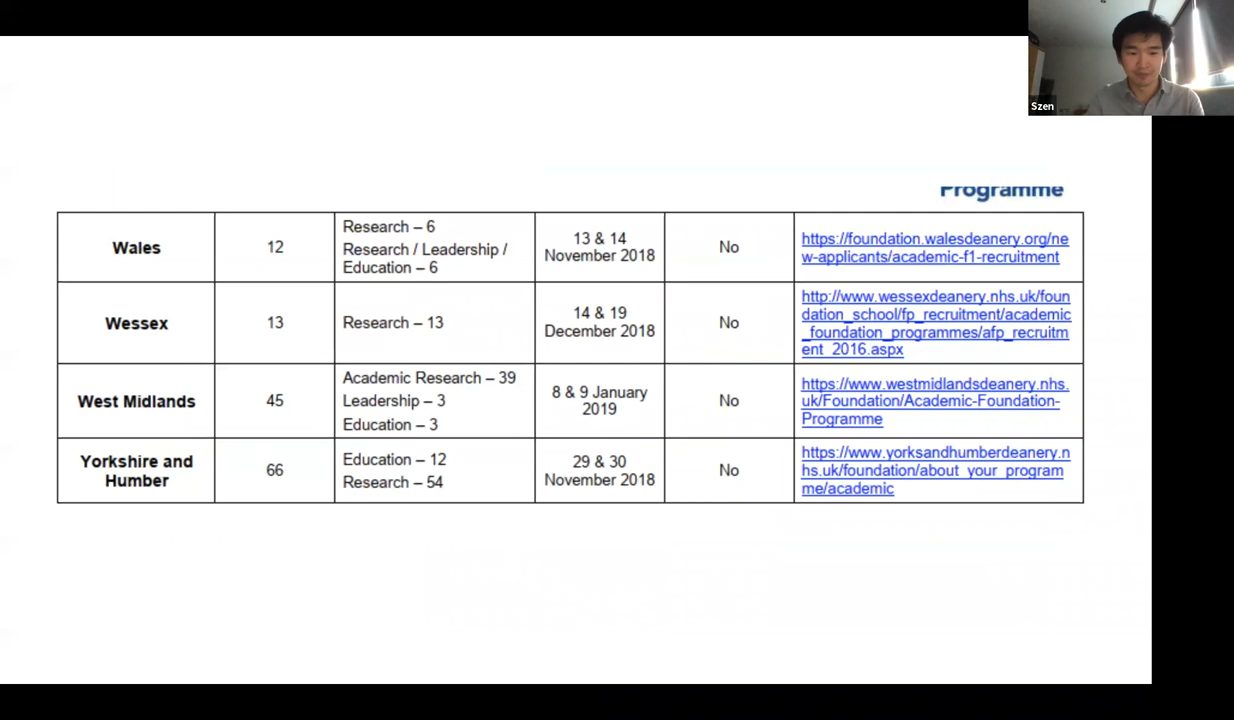 Szen
Programme
Wales
12
Research – 6
Research / Leadership /
Education – 6
13 & 14
November 2018
No
https://foundation.walesdeanery.org/ne
w-applicants/academic-f1-recruitment
Wessex
13
Research – 13
14 & 19
December 2018
No
http://www.wessexdeanery.nhs.uk/foun
dation_school/fp_recruitment/academic
_foundation_programmes/afp_recruitm
ent_2016.aspx
West Midlands
45
Academic Research – 39
Leadership – 3
Education – 3
8 & 9 January
2019
No
https://www.westmidlandsdeanery.nhs.
uk/Foundation/Academic-Foundation-
Programme
Yorkshire and
Humber
66
Education – 12
Research – 54
29 & 30
November 2018
No
https://www.yorksandhumberdeanery.n
hs.uk/foundation/about_your_program
me/academic